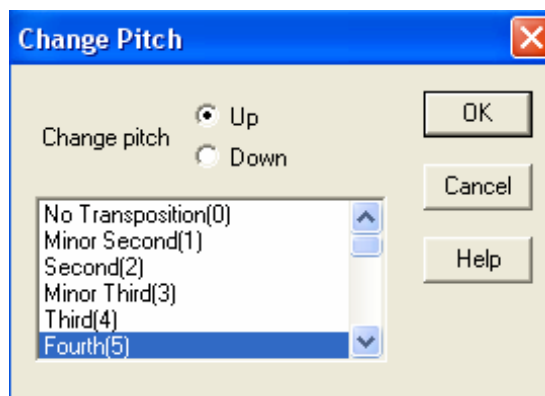 Change Pitch
Change pitch
Up
Down
OK
Cancel
Help
No Transposition(0)
Minor Second(1)
Second(2)
Minor Third(3)
Third(4)
Fourth(5)